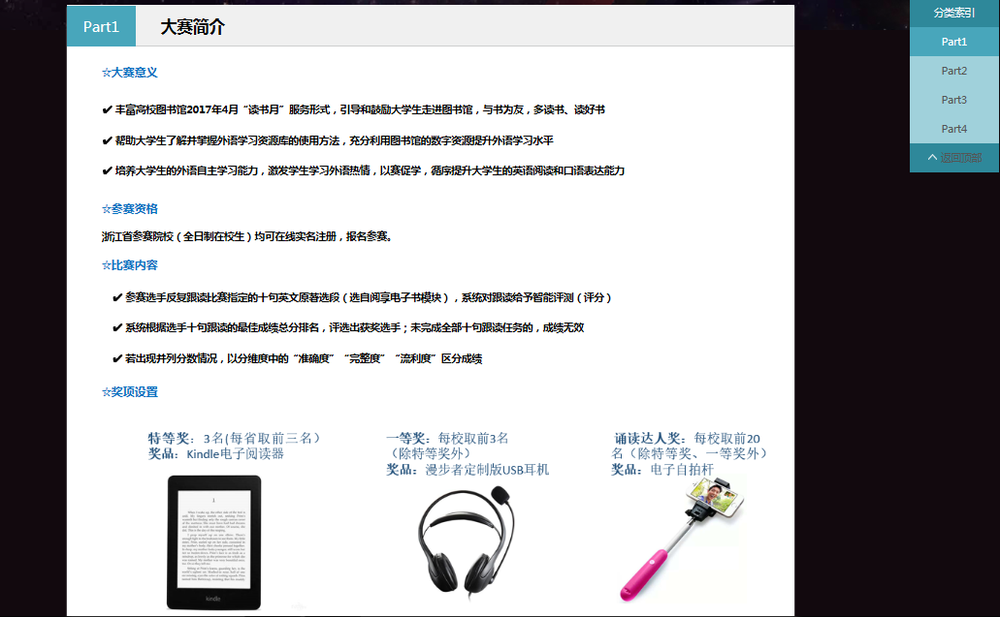 Part1 大赛简介
☆大赛意义
✔ 丰富高校图书馆2017年4月“读书月”服务形式，引导和鼓励大学生走进图书馆，与书为友，多读书、读好书
✔ 帮助大学生了解并掌握外语学习资源库的使用方法，充分利用图书馆的数字资源提升外语学习水平
✔ 培养大学生的外语自主学习能力，激发学生学习外语热情，以赛促学，循序提升大学生的英语阅读和口语表达能力
☆参赛资格
浙江省参赛院校（全日制在校生）均可在线实名注册，报名参赛。
☆比赛内容
✔ 参赛选手反复跟读比赛指定的十句英文原著选段（选自阅享电子书模块），系统对跟读给予智能评测（评分）
✔ 系统根据选手十句跟读的最佳成绩总分排名，评选出获奖选手；未完成全部十句跟读任务的，成绩无效
✔ 若出现并列分数情况，以分维度中的“准确度”“完整度”“流利度”区分成绩
☆奖项设置
特等奖：3名(每省取前三名）
奖品：Kindle电子阅读器
一等奖：每校取前3名
（除特等奖外）
奖品：漫步者定制版USB耳机
诵读达人奖：每校取前20
名（除特等奖、一等奖外）
奖品：电子自拍杆
kindle
分类索引
Part1
Part2
Part3
Part4
返回顶部